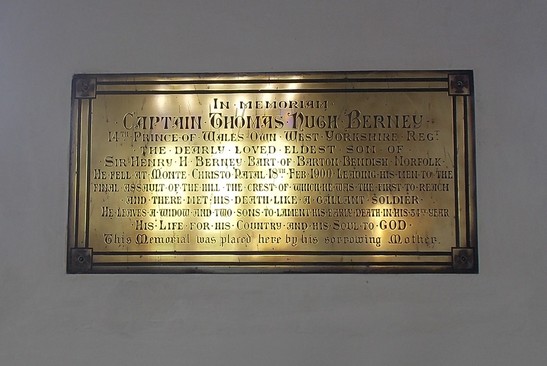 IN · MEMORIAM
CAPTAIN · THOMAS · HUGH · BERNEY ·
14TH · PRINCE · OF · WALES · OWN · WEST · YORKSHIRE · REGT
THE · DEARLY · LOVED · ELDEST · SON · OF
SIR · HENRY · H · BERNEY · BART · OF · BARTON · BENDISH · NORFOLK ·
HE · FELL · AT · MONTE · CHRISTO · NATAL · 18TH · FEB · 1900 · LEADING · HIS · MEN · TO · THE
FINAL · ASSAULT · OF · THE · HILL · THE · CREST · OF · WHICH · HE · WAS · THE · FIRST · TO · REACH
AND · THERE · MET · HIS · DEATH · LIKE · A · GALLANT · SOLDIER ·
HE · LEAVES · A · WIDOW · AND · TWO · SONS · TO · LAMENT · HIS · EARLY · DEATH · IN · HIS · YEAR
HIS · LIFE · FOR · HIS · COUNTRY · AND · HIS · SOUL · TO · GOD ·
This Memorial was placed here by his sorrowing Mother.